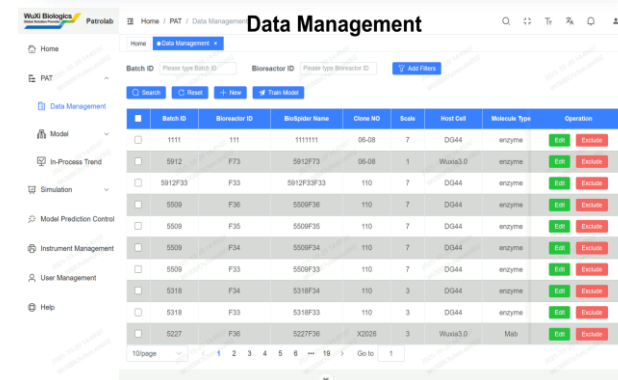 WuXi Biologics
Global Solution Provider
Patrolab
Home / PAT / Data Management
Data Management
Home
Data Management ×
Home
PAT
Data Management
Model
In-Process Trend
Simulation
Model Prediction Control
Instrument Management
User Management
Help
Batch ID Please type Batch ID Bioreactor ID Please type Bioreactor ID Add Filters
Search Reset + New Train Model
Batch ID Bioreactor ID BioSpider Name Clone NO Scale Host Cell Molecule Type Operation
1111 111 1111111 06-08 7 DG44 enzyme Edit Exclude
5912 F73 5912F73 06-08 1 Wuxia3.0 enzyme Edit Exclude
5912F33 F33 5912F33F33 110 7 DG44 enzyme Edit Exclude
5509 F36 5509F36 110 7 DG44 enzyme Edit Exclude
5509 F35 5509F35 110 7 DG44 enzyme Edit Exclude
5509 F34 5509F34 110 7 DG44 enzyme Edit Exclude
5509 F33 5509F33 110 7 DG44 enzyme Edit Exclude
5318 F34 5318F34 110 3 DG44 enzyme Edit Exclude
5318 F33 5318F33 110 3 DG44 enzyme Edit Exclude
5227 F36 5227F36 X2026 3 Wuxia3.0 Mab Edit Exclude
10/page 1 2 3 4 5 6 ··· 19 Go to 1